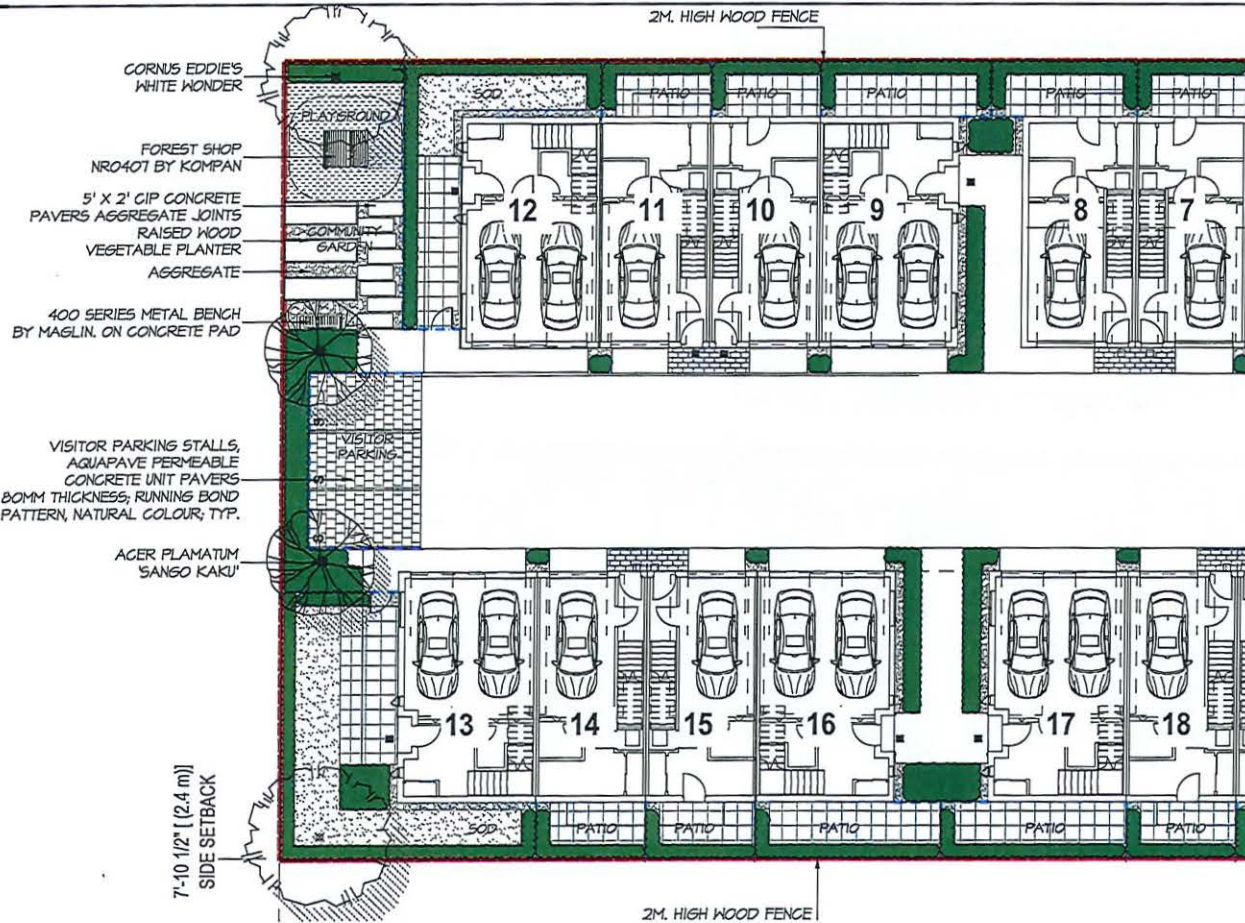 2M. HIGH WOOD FENCE
CORNUS EDDIE'S
WHITE WONDER
SOD
PATIO
PATIO
PATIO
PATIO
PATIO
PLAYGROUND
FOREST SHOP
NRO407 BY KOMPAN
5' X 2' CIP CONCRETE
PAVERS AGGREGATE JOINTS
RAISED WOOD
VEGETABLE PLANTER
COMMUNITY
GARDEN
AGGREGATE
12
11
10
9
8
7
400 SERIES METAL BENCH
BY MAGLIN. ON CONCRETE PAD
VISITOR PARKING STALLS,
AQUAPAVE PERMEABLE
CONCRETE UNIT PAVERS
80MM THICKNESS; RUNNING BOND
PATTERN, NATURAL COLOUR; TYP.
VISITOR
PARKING
S
S
S
ACER PLAMATUM
'SANGO KAKU'
13
14
15
16
17
18
7'-10 1/2" [ (2.4 m)]
SIDE SETBACK
SOD
PATIO
PATIO
PATIO
PATIO
PATIO
2M. HIGH WOOD FENCE